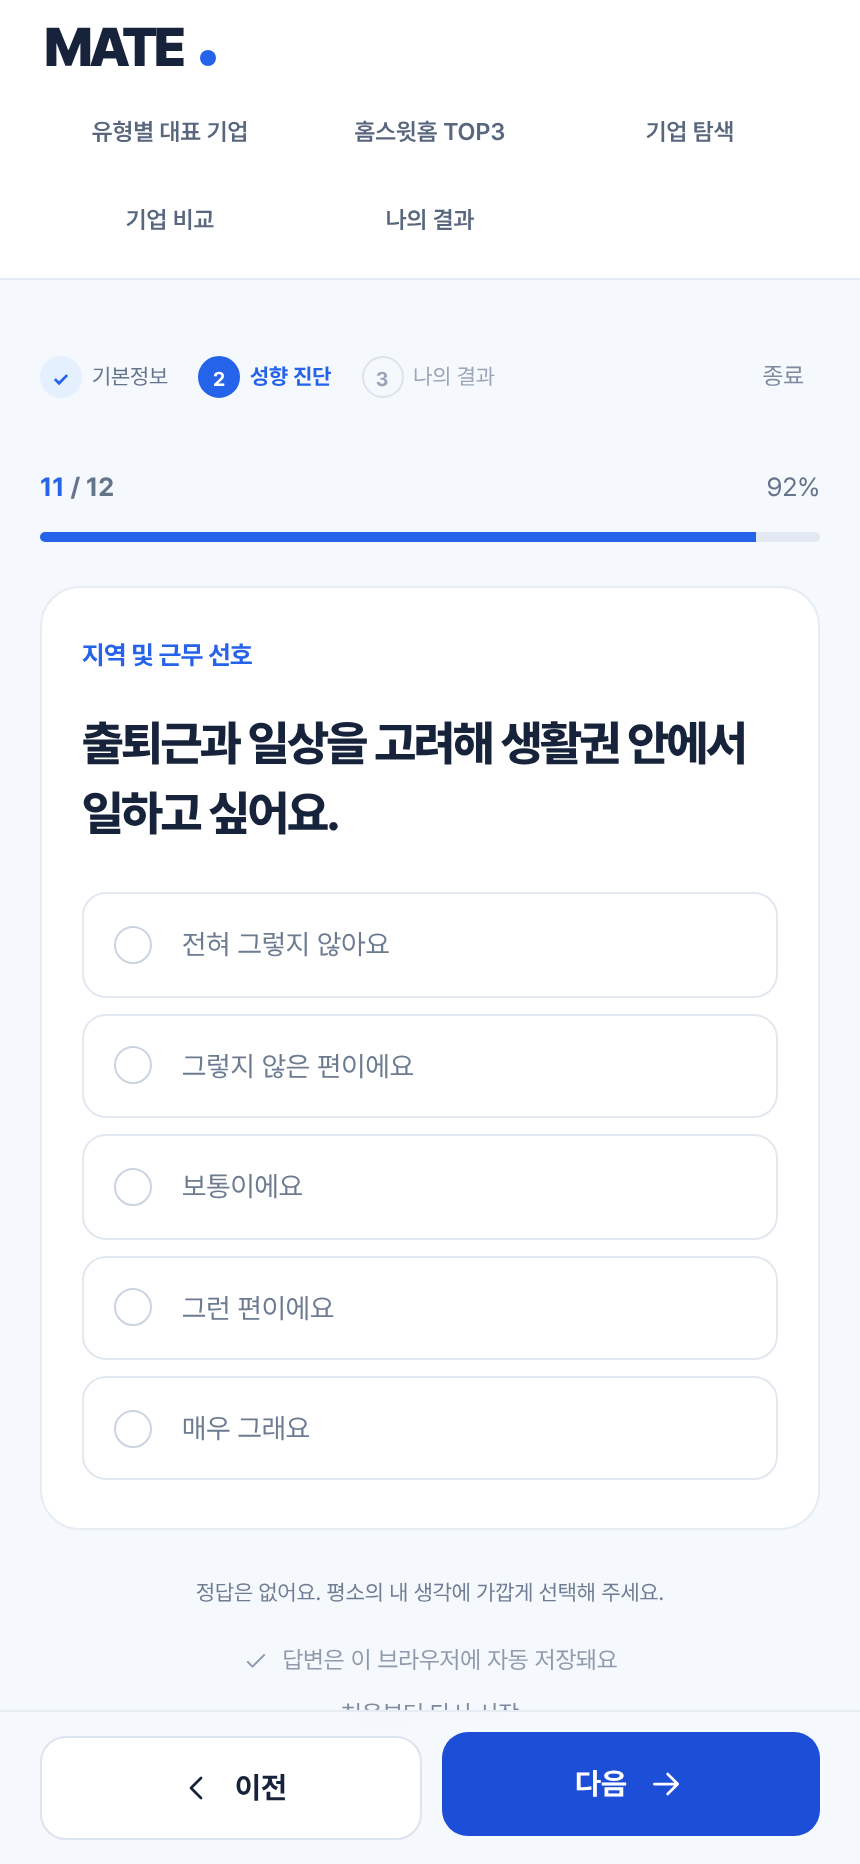 MATE
유형별 대표 기업 홈스윗홈 TOP3 기업 탐색
기업 비교 나의 결과
기본정보 2 성향 진단 3 나의 결과 종료
11 / 12 92%
지역 및 근무 선호
출퇴근과 일상을 고려해 생활권 안에서
일하고 싶어요.
전혀 그렇지 않아요
그렇지 않은 편이에요
보통이에요
그런 편이에요
매우 그래요
정답은 없어요. 평소의 내 생각에 가깝게 선택해 주세요.
답변은 이 브라우저에 자동 저장돼요
이전 다음